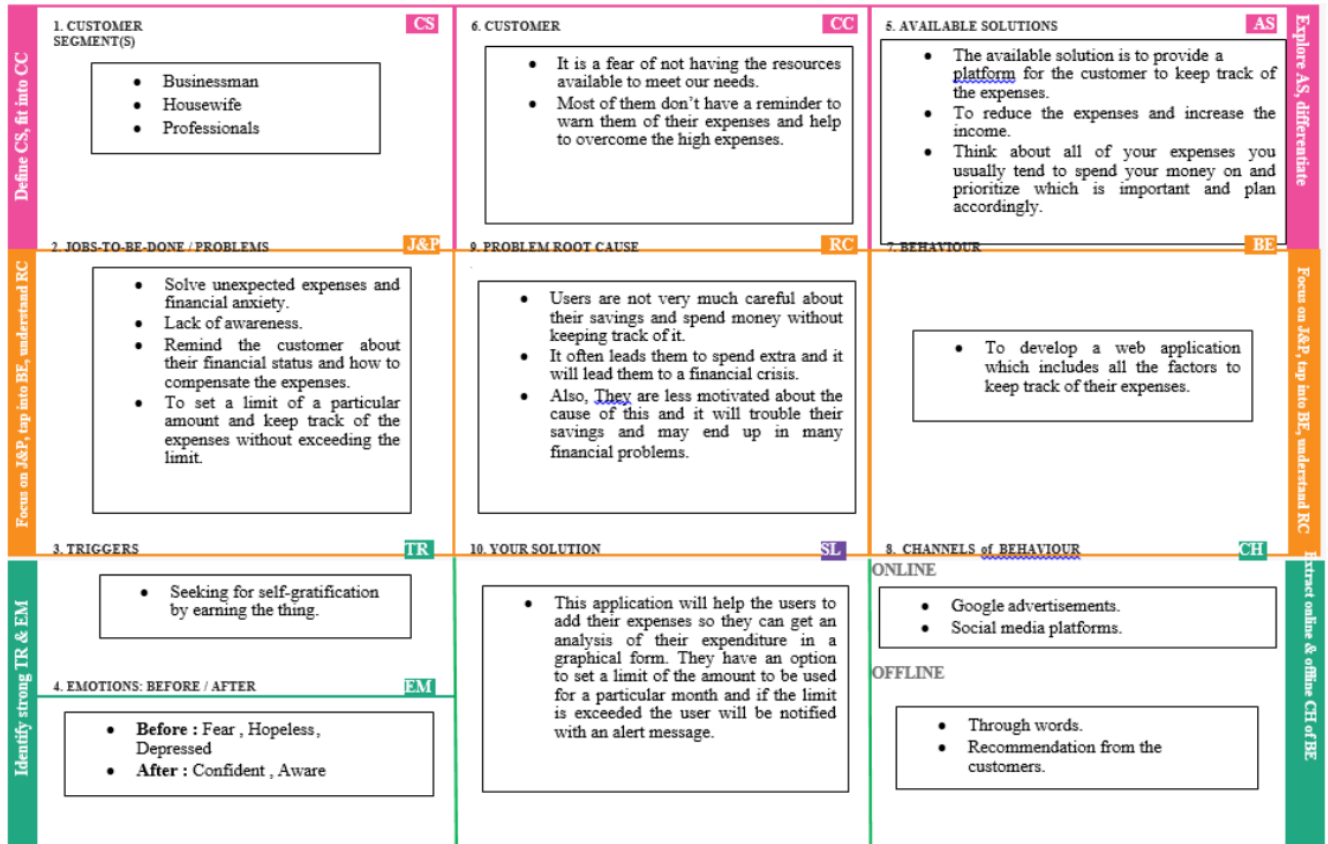 Define CS, fit into CC
1. CUSTOMER
SEGMENT(S)
CS
• Businessman
• Housewife
• Professionals
6. CUSTOMER
CC
• It is a fear of not having the resources
available to meet our needs.
• Most of them don’t have a reminder to
warn them of their expenses and help
to overcome the high expenses.
5. AVAILABLE SOLUTIONS
AS
• The available solution is to provide a
platform for the customer to keep track of
the expenses.
• To reduce the expenses and increase the
income.
• Think about all of your expenses you
usually tend to spend your money on and
prioritize which is important and plan
accordingly.
Explore AS, differentiate
Focus on J&P, tap into BE, understand RC
2. JOBS-TO-BE-DONE / PROBLEMS
J&P
• Solve unexpected expenses and
financial anxiety.
• Lack of awareness.
• Remind the customer about
their financial status and how to
compensate the expenses.
• To set a limit of a particular
amount and keep track of the
expenses without exceeding the
limit.
9. PROBLEM ROOT CAUSE
RC
• Users are not very much careful about
their savings and spend money without
keeping track of it.
• It often leads them to spend extra and it
will lead them to a financial crisis.
• Also, They are less motivated about the
cause of this and it will trouble their
savings and may end up in many
financial problems.
7. BEHAVIOUR
BE
• To develop a web application
which includes all the factors to
keep track of their expenses.
Focus on J&P, tap into BE, understand RC
Identify strong TR & EM
3. TRIGGERS
TR
• Seeking for self-gratification
by earning the thing.
4. EMOTIONS: BEFORE / AFTER
EM
• Before : Fear , Hopeless,
Depressed
• After : Confident , Aware
10. YOUR SOLUTION
SL
• This application will help the users to
add their expenses so they can get an
analysis of their expenditure in a
graphical form. They have an option
to set a limit of the amount to be used
for a particular month and if the limit
is exceeded the user will be notified
with an alert message.
8. CHANNELS of BEHAVIOUR
CH
ONLINE
• Google advertisements.
• Social media platforms.
OFFLINE
• Through words.
• Recommendation from the
customers.
Extract online & offline CH of BE